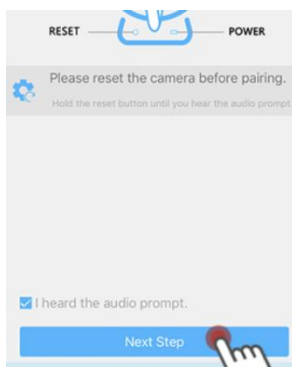 RESET
POWER
Please reset the camera before pairing.
Hold the reset button until you hear the audio prompt
I heard the audio prompt.
Next Step